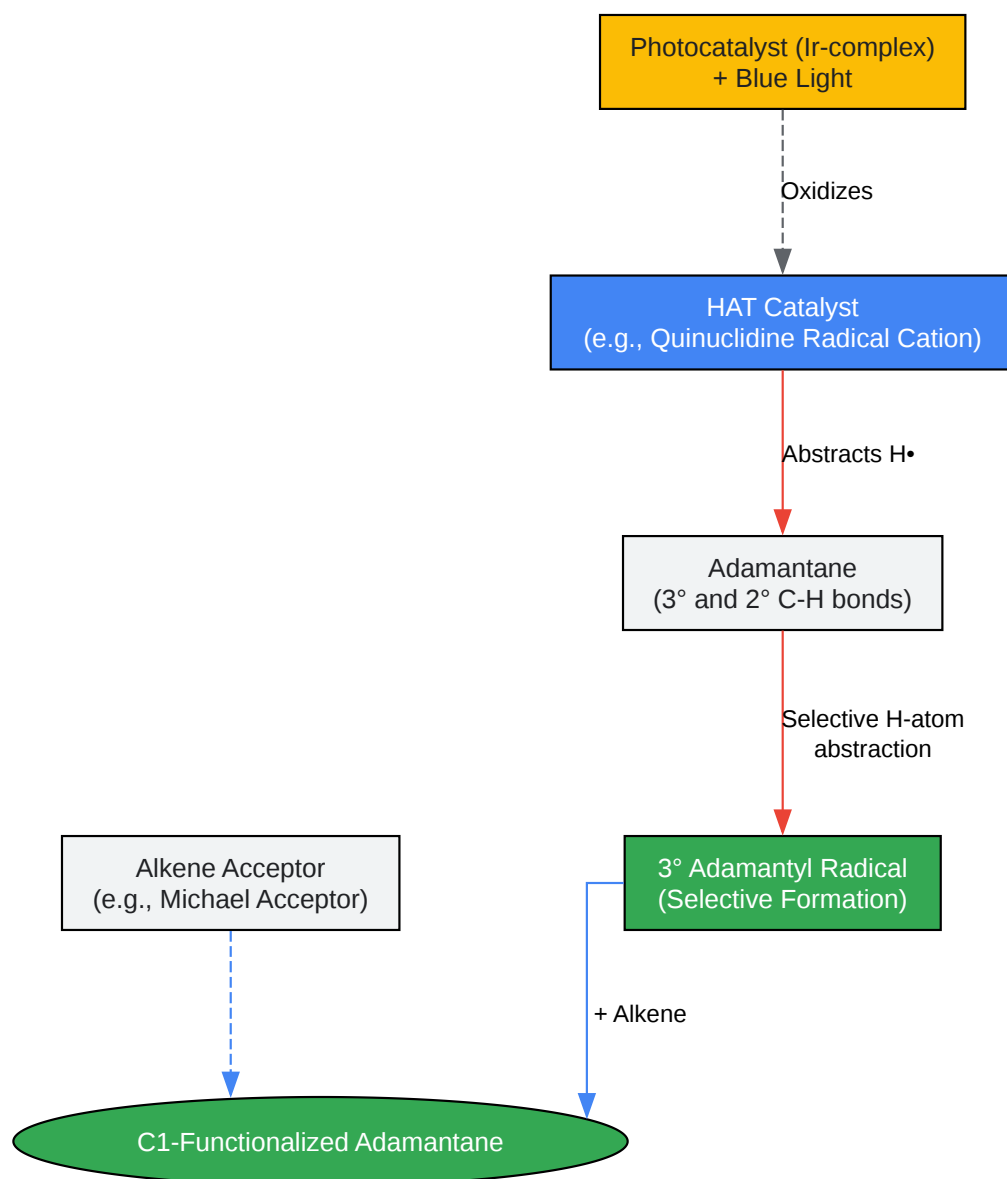 Photocatalyst (Ir-complex)
+ Blue Light
Oxidizes
HAT Catalyst
(e.g., Quinuclidine Radical Cation)
Abstracts H•
Adamantane
(3° and 2° C-H bonds)
Selective H-atom
abstraction
Alkene Acceptor
(e.g., Michael Acceptor)
3° Adamantyl Radical
(Selective Formation)
+ Alkene
C1-Functionalized Adamantane